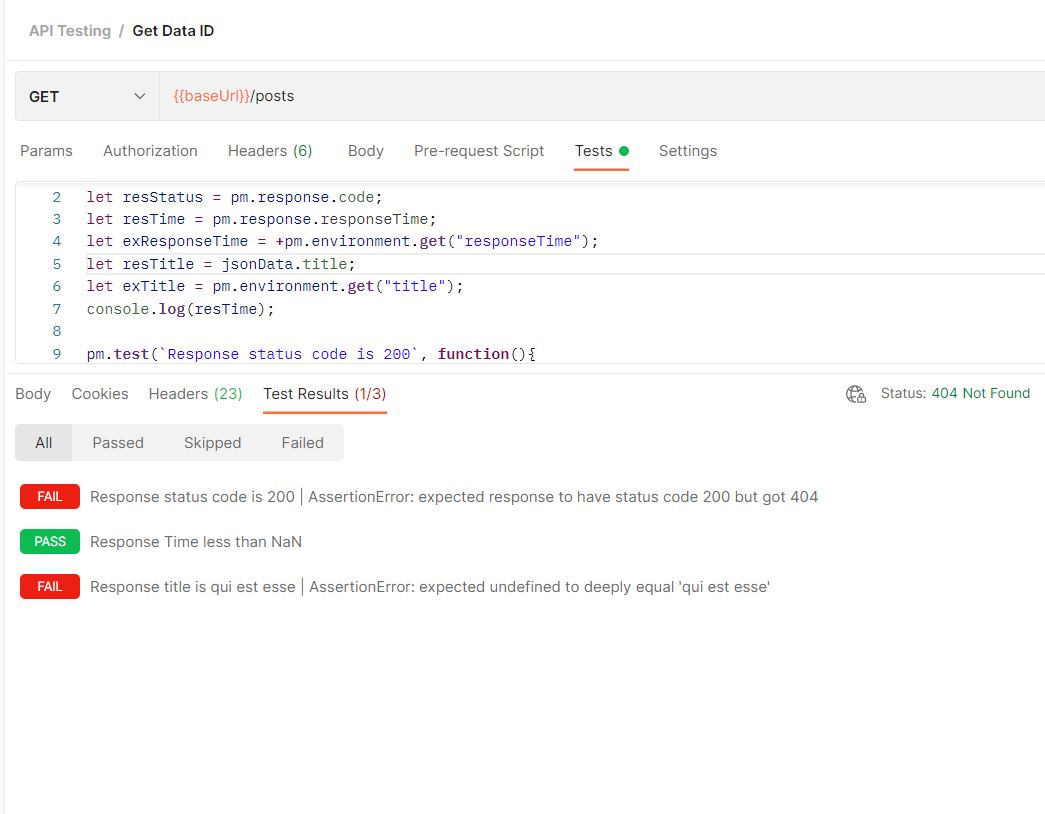 API Testing / Get Data ID
GET {{baseUrl}}/posts
Params Authorization Headers (6) Body Pre-request Script Tests Settings
2 let resStatus = pm.response.code;
3 let resTime = pm.response.responseTime;
4 let exResponseTime = +pm.environment.get("responseTime");
5 let resTitle = jsonData.title;
6 let exTitle = pm.environment.get("title");
7 console.log(resTime);
8
9 pm.test(`Response status code is 200`, function(){
Body Cookies Headers (23) Test Results (1/3) Status: 404 Not Found
All Passed Skipped Failed
FAIL Response status code is 200 | AssertionError: expected response to have status code 200 but got 404
PASS Response Time less than NaN
FAIL Response title is qui est esse | AssertionError: expected undefined to deeply equal 'qui est esse'